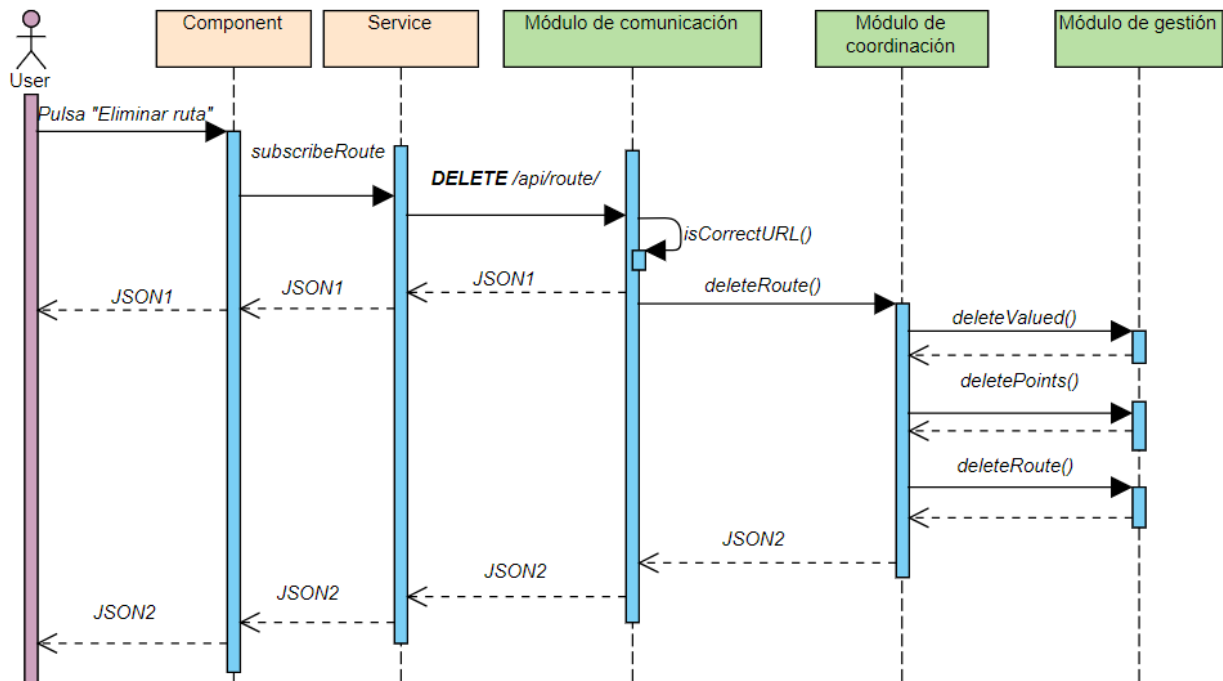 Component
Service
Módulo de comunicación
Módulo de
coordinación
Módulo de gestión
User
Pulsa "Eliminar ruta"
subscribeRoute
DELETE /api/route/
isCorrectURL()
JSON1
JSON1
JSON1
deleteRoute()
deleteValued()
deletePoints()
deleteRoute()
JSON2
JSON2
JSON2
JSON2